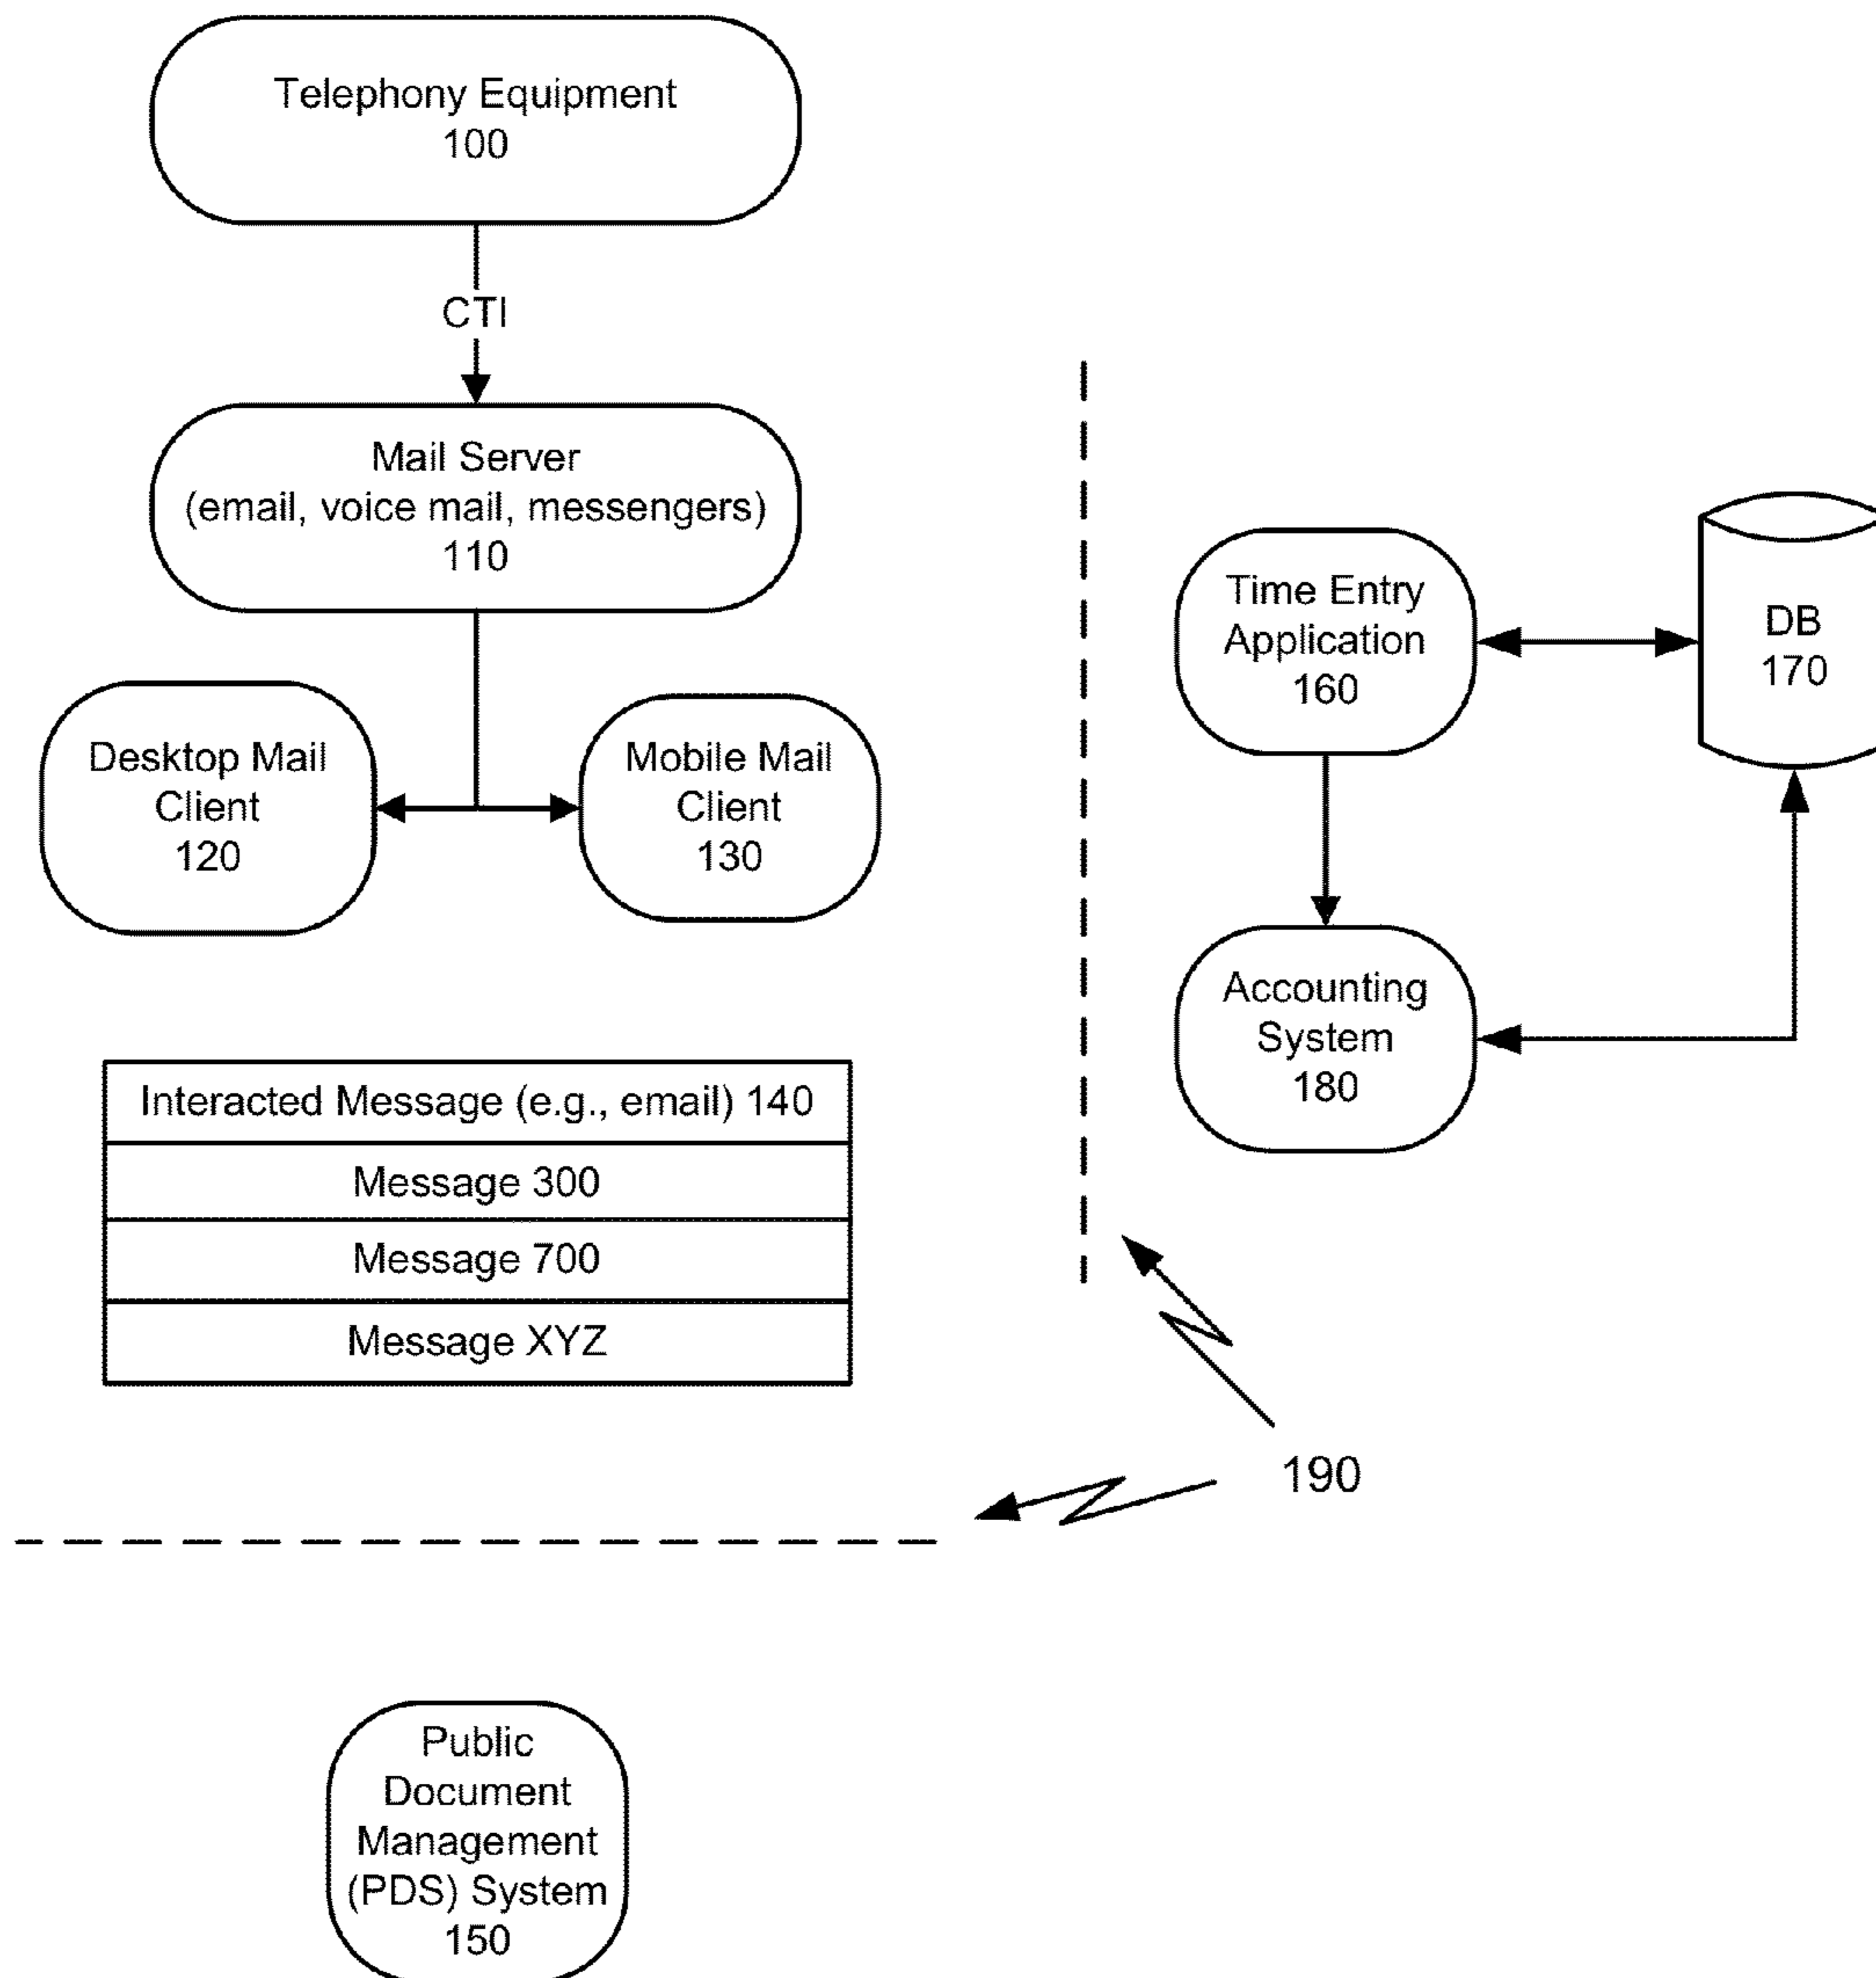 Telephony Equipment
100
CTI
Mail Server
(email, voice mail, messengers)
110
Desktop Mail
Client
120
Mobile Mail
Client
130
Interacted Message (e.g., email) 140
Message 300
Message 700
Message XYZ
Time Entry
Application
160
DB
170
Accounting
System
180
190
Public
Document
Management
(PDS) System
150